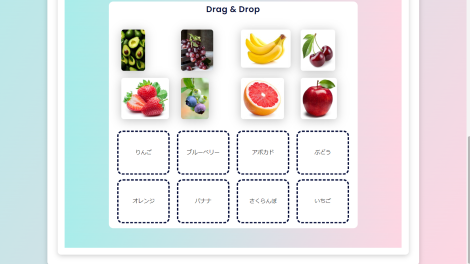 Drag & Drop
りんご
ブルーベリー
アボカド
ぶどう
オレンジ
バナナ
さくらんぼ
いちご